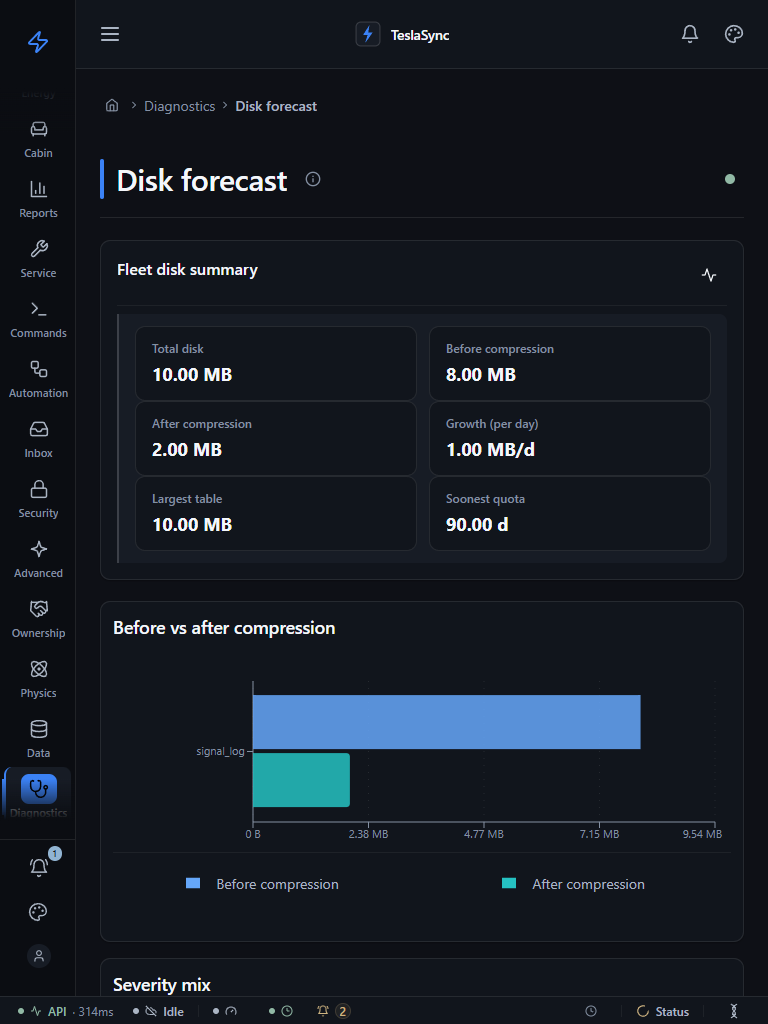 TeslaSync
Energy
Cabin
Reports
Service
Commands
Automation
Inbox
Security
Advanced
Ownership
Physics
Data
Diagnostics
1
Diagnostics
Disk forecast
Disk forecast
Fleet disk summary
Total disk
10.00 MB
Before compression
8.00 MB
After compression
2.00 MB
Growth (per day)
1.00 MB/d
Largest table
10.00 MB
Soonest quota
90.00 d
Before vs after compression
signal_log
0 B
2.38 MB
4.77 MB
7.15 MB
9.54 MB
Before compression
After compression
Severity mix
API · 314ms
Idle
2
Status